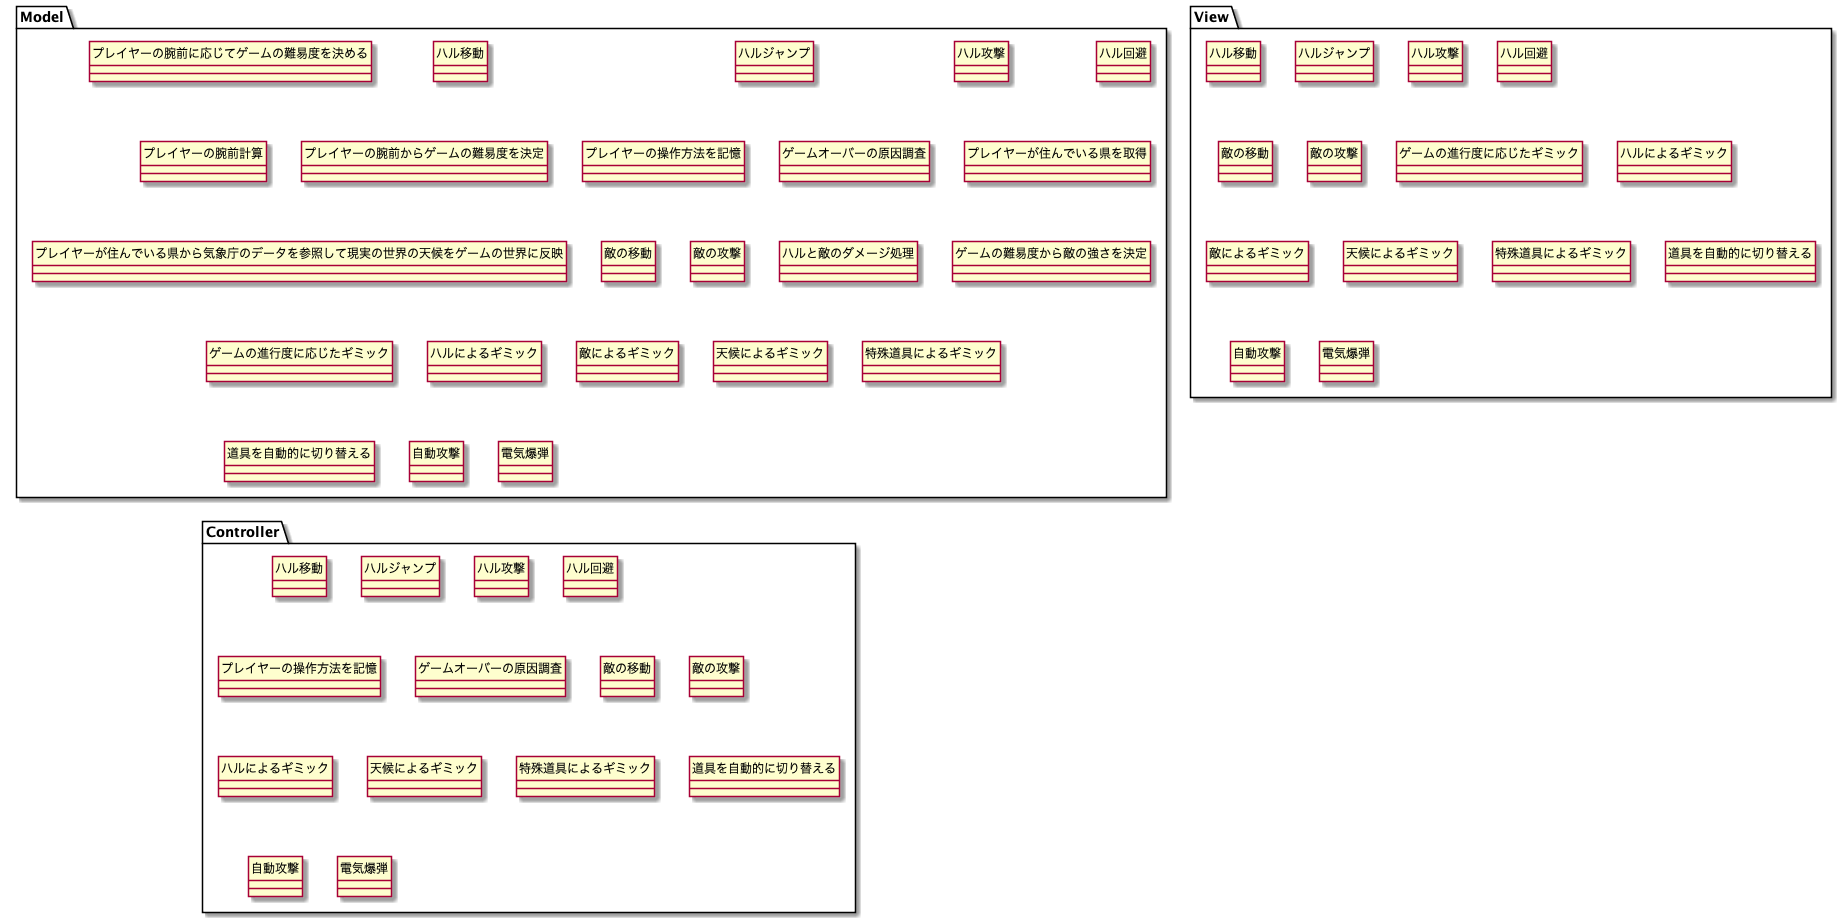 Model
プレイヤーの腕前に応じてゲームの難易度を決める
ハル移動
ハルジャンプ
ハル攻撃
ハル回避
プレイヤーの腕前計算
プレイヤーの腕前からゲームの難易度を決定
プレイヤーの操作方法を記憶
ゲームオーバーの原因調査
プレイヤーが住んでいる県を取得
プレイヤーが住んでいる県から気象庁のデータを参照して現実の世界の天候をゲームの世界に反映
敵の移動
敵の攻撃
ハルと敵のダメージ処理
ゲームの難易度から敵の強さを決定
ゲームの進行度に応じたギミック
ハルによるギミック
敵によるギミック
天候によるギミック
特殊道具によるギミック
道具を自動的に切り替える
自動攻撃
電気爆弾
View
ハル移動
ハルジャンプ
ハル攻撃
ハル回避
敵の移動
敵の攻撃
ゲームの進行度に応じたギミック
ハルによるギミック
敵によるギミック
天候によるギミック
特殊道具によるギミック
道具を自動的に切り替える
自動攻撃
電気爆弾
Controller
ハル移動
ハルジャンプ
ハル攻撃
ハル回避
プレイヤーの操作方法を記憶
ゲームオーバーの原因調査
敵の移動
敵の攻撃
ハルによるギミック
天候によるギミック
特殊道具によるギミック
道具を自動的に切り替える
自動攻撃
電気爆弾